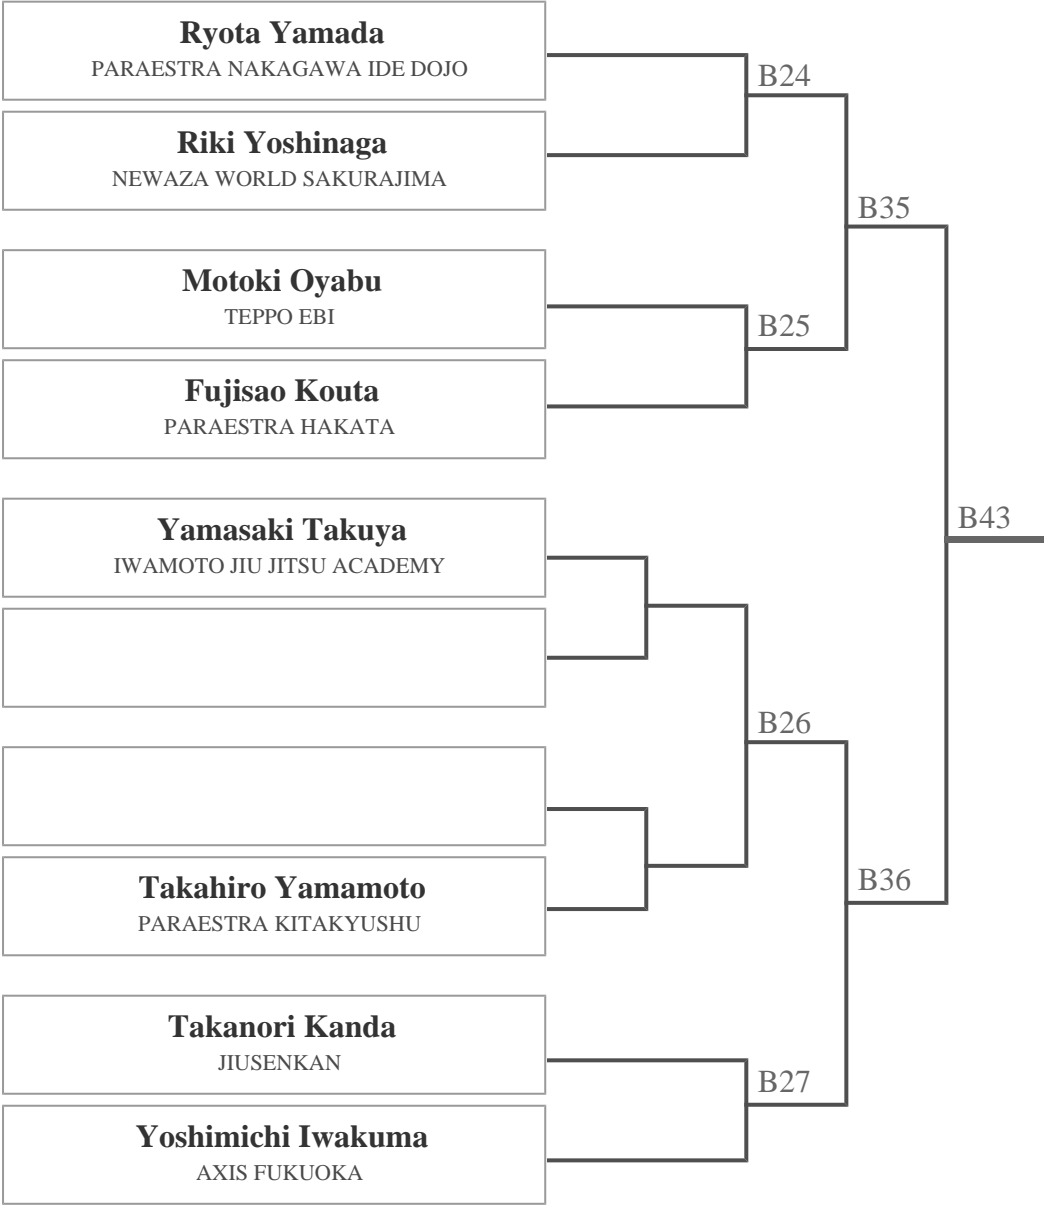 Ryota Yamada
PARAESTRA NAKAGAWA IDE DOJO
B24
Riki Yoshinaga
NEWAZA WORLD SAKURAJIMA
B35
Motoki Oyabu
TEPPO EBI
B25
Fujisao Kouta
PARAESTRA HAKATA
Yamasaki Takuya
IWAMOTO JIU JITSU ACADEMY
B43
B26
Takahiro Yamamoto
PARAESTRA KITAKYUSHU
B36
Takanori Kanda
JIUSENKAN
B27
Yoshimichi Iwakuma
AXIS FUKUOKA